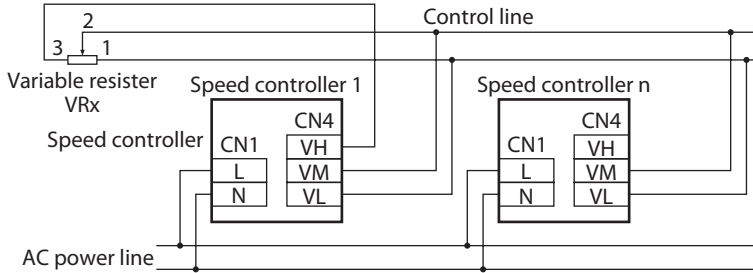 Control line
2
3 1
Variable resister
VRx
Speed controller 1
Speed controller n
Speed controller
CN1
CN4
L
N
VH
VM
VL
CN1
CN4
L
N
VH
VM
VL
AC power line